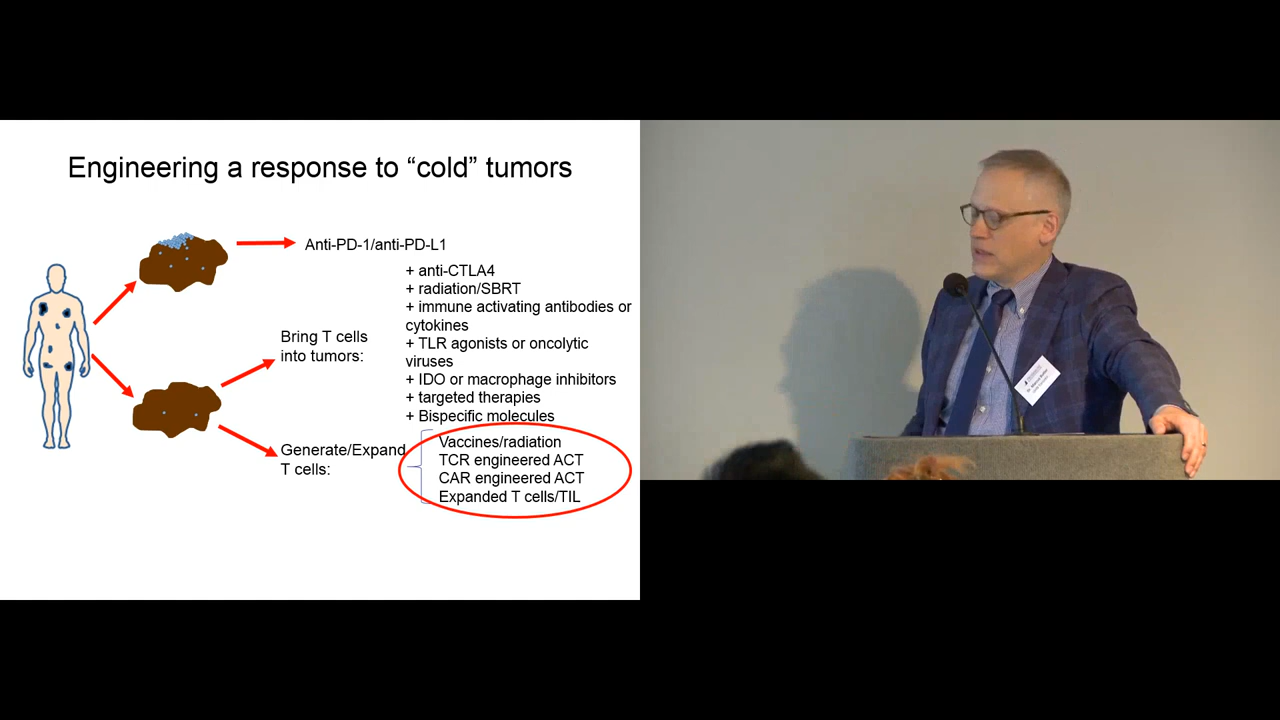 Engineering a response to “cold” tumors
Anti-PD-1/anti-PD-L1
+ anti-CTLA4
+ radiation/SBRT
+ immune activating antibodies or
cytokines
+ TLR agonists or oncolytic
viruses
+ IDO or macrophage inhibitors
+ targeted therapies
+ Bispecific molecules
Bring T cells
into tumors:
Generate/Expand
T cells:
Vaccines/radiation
TCR engineered ACT
CAR engineered ACT
Expanded T cells/TIL